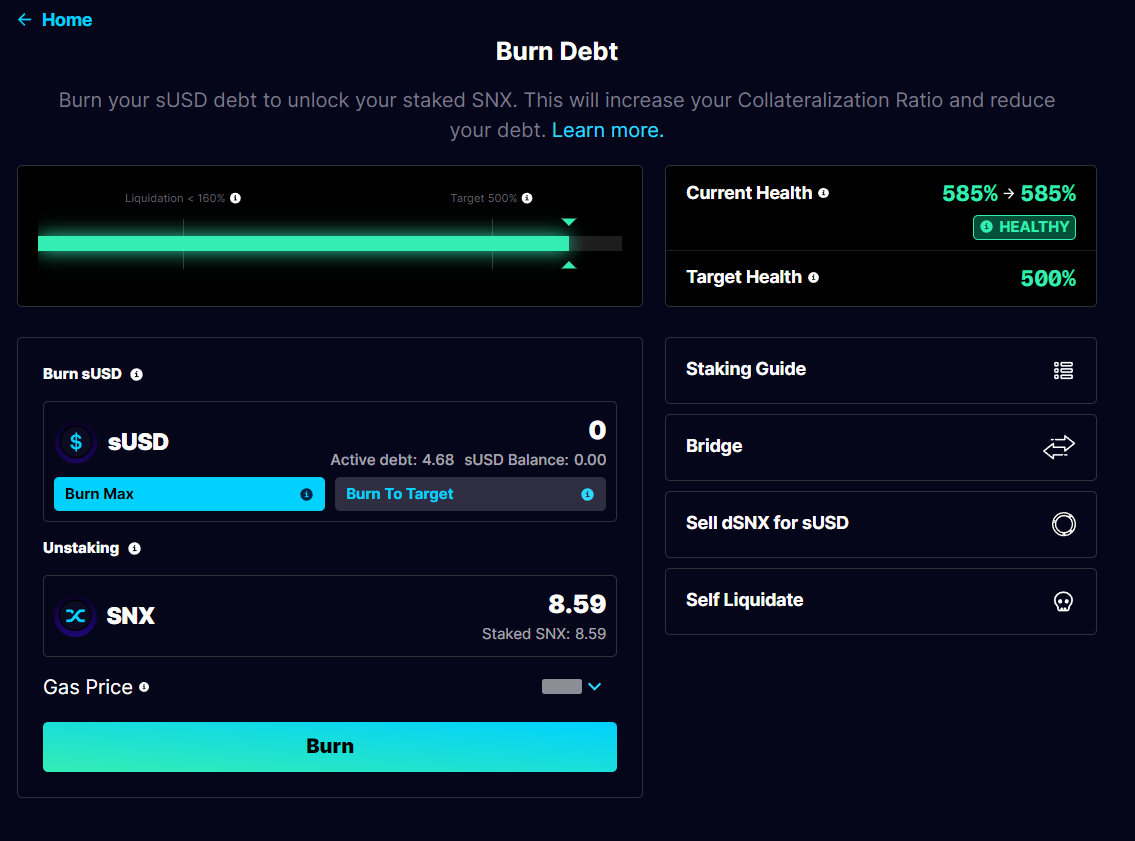 Home
Burn Debt
Burn your sUSD debt to unlock your staked SNX. This will increase your Collateralization Ratio and reduce
your debt. Learn more.
Liquidation < 160%
Target 500%
Current Health
585% → 585%
HEALTHY
Target Health
500%
Burn sUSD
sUSD
0
Active debt: 4.68 sUSD Balance: 0.00
Burn Max
Burn To Target
Unstaking
SNX
8.59
Staked SNX: 8.59
Gas Price
Burn
Staking Guide
Bridge
Sell dSNX for sUSD
Self Liquidate